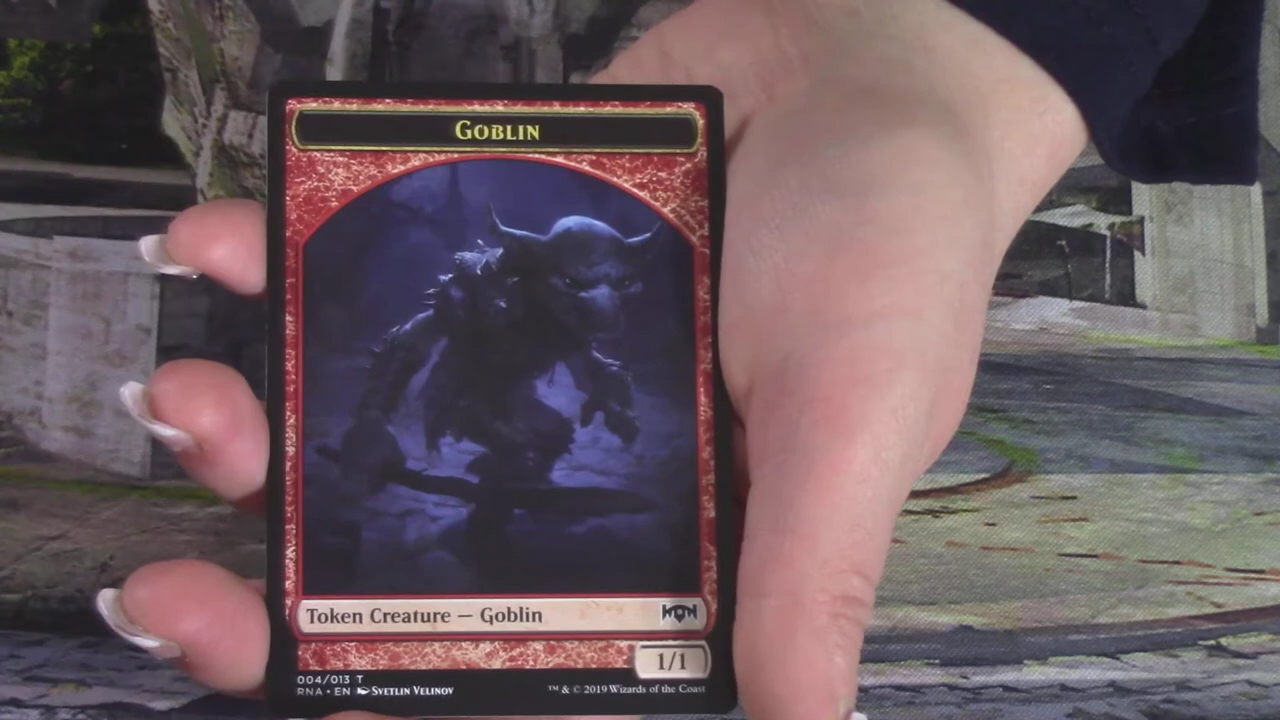 GOBLIN
Token Creature — Goblin
1/1
004/013 T
RNA • EN SVETLIN VELINOV
™ & © 2019 Wizards of the Coast